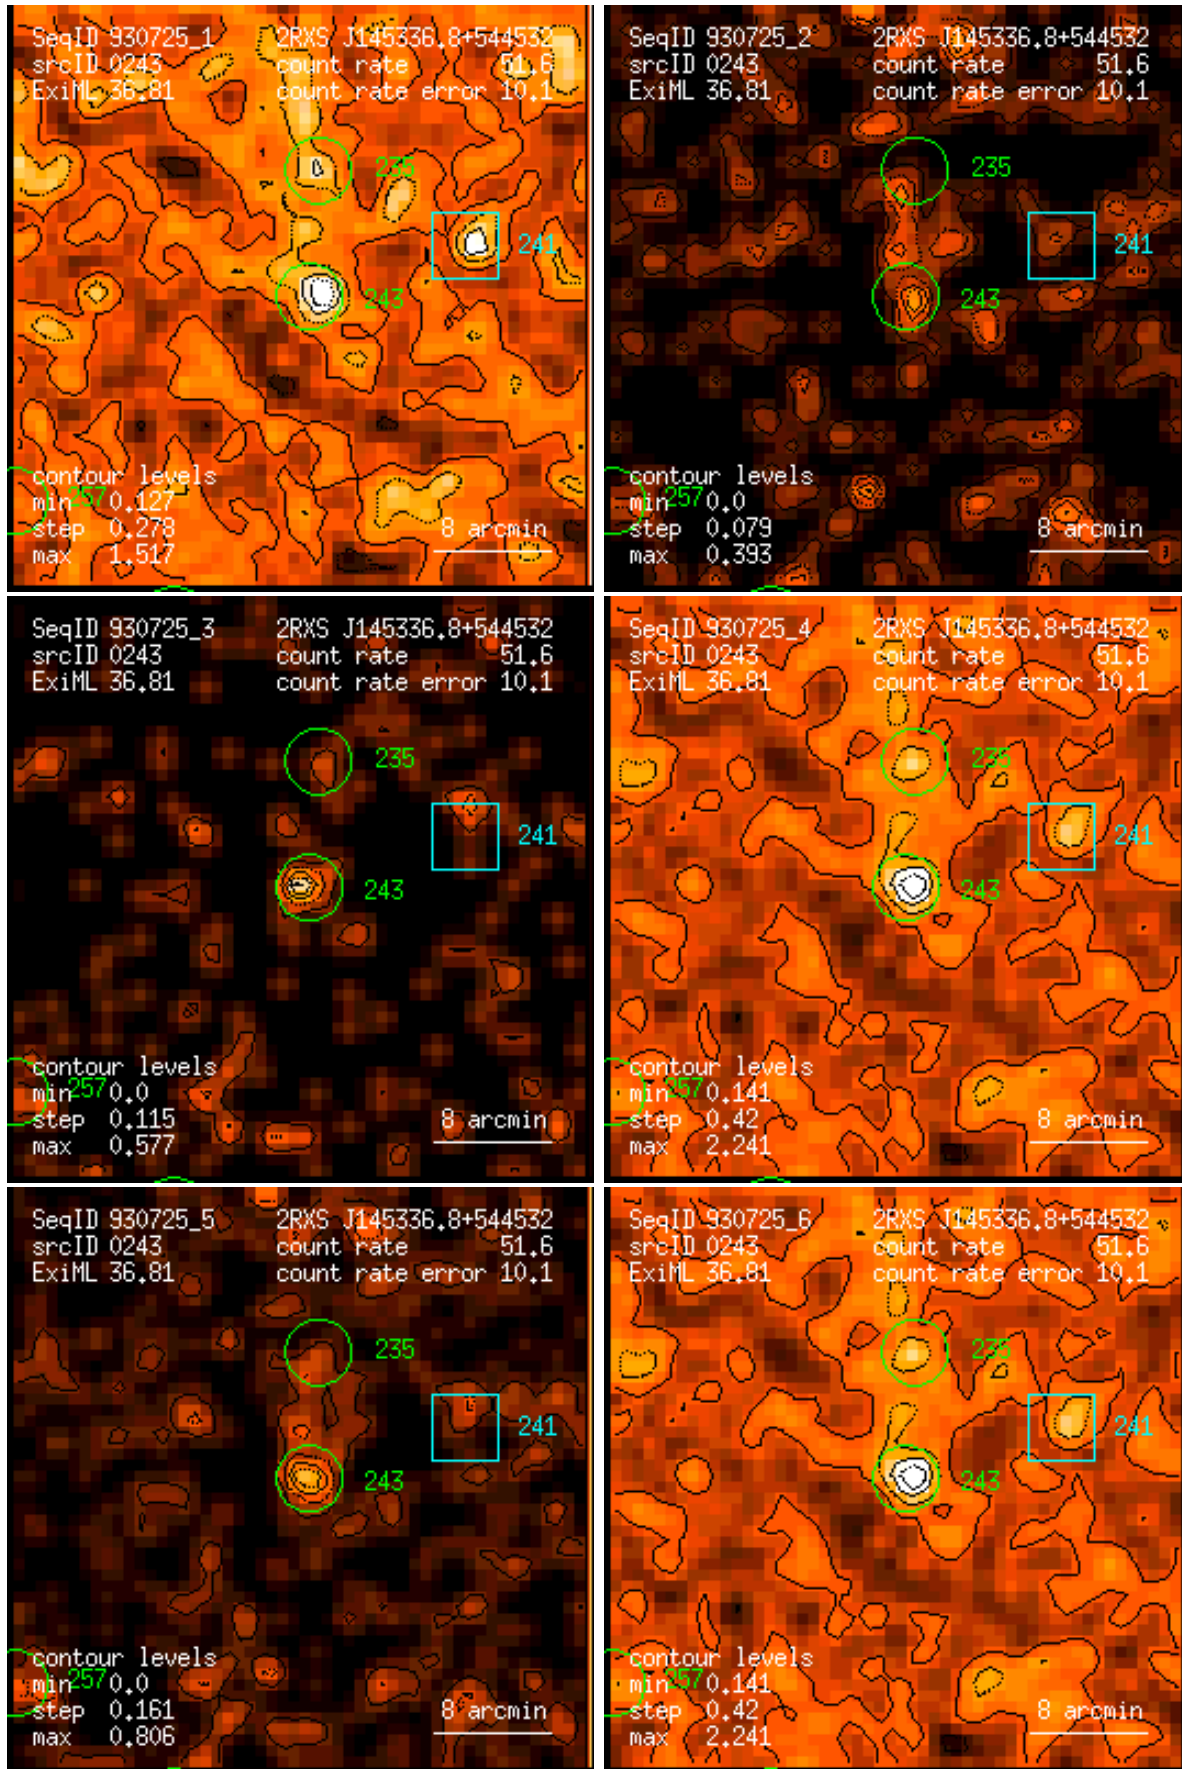 SeqID 930725_1 2RXS J145336.8+544532
srcID 0243 count rate 51.6
ExiML 36.81 count rate error 10.1
235
241
243
contour levels
min 257 0.127
step 0.278 8 arcmin
max 1.517
SeqID 930725_2 2RXS J145336.8+544532
srcID 0243 count rate 51.6
ExiML 36.81 count rate error 10.1
235
241
243
contour levels
min 257 0.0
step 0.079 8 arcmin
max 0.393
SeqID 930725_3 2RXS J145336.8+544532
srcID 0243 count rate 51.6
ExiML 36.81 count rate error 10.1
235
241
243
contour levels
min 257 0.0
step 0.115 8 arcmin
max 0.577
SeqID 930725_4 2RXS J145336.8+544532
srcID 0243 count rate 51.6
ExiML 36.81 count rate error 10.1
235
241
243
contour levels
min 257 0.141
step 0.42 8 arcmin
max 2.241
SeqID 930725_5 2RXS J145336.8+544532
srcID 0243 count rate 51.6
ExiML 36.81 count rate error 10.1
235
241
243
contour levels
min 257 0.0
step 0.161 8 arcmin
max 0.806
SeqID 930725_6 2RXS J145336.8+544532
srcID 0243 count rate 51.6
ExiML 36.81 count rate error 10.1
235
241
243
contour levels
min 257 0.141
step 0.42 8 arcmin
max 2.241